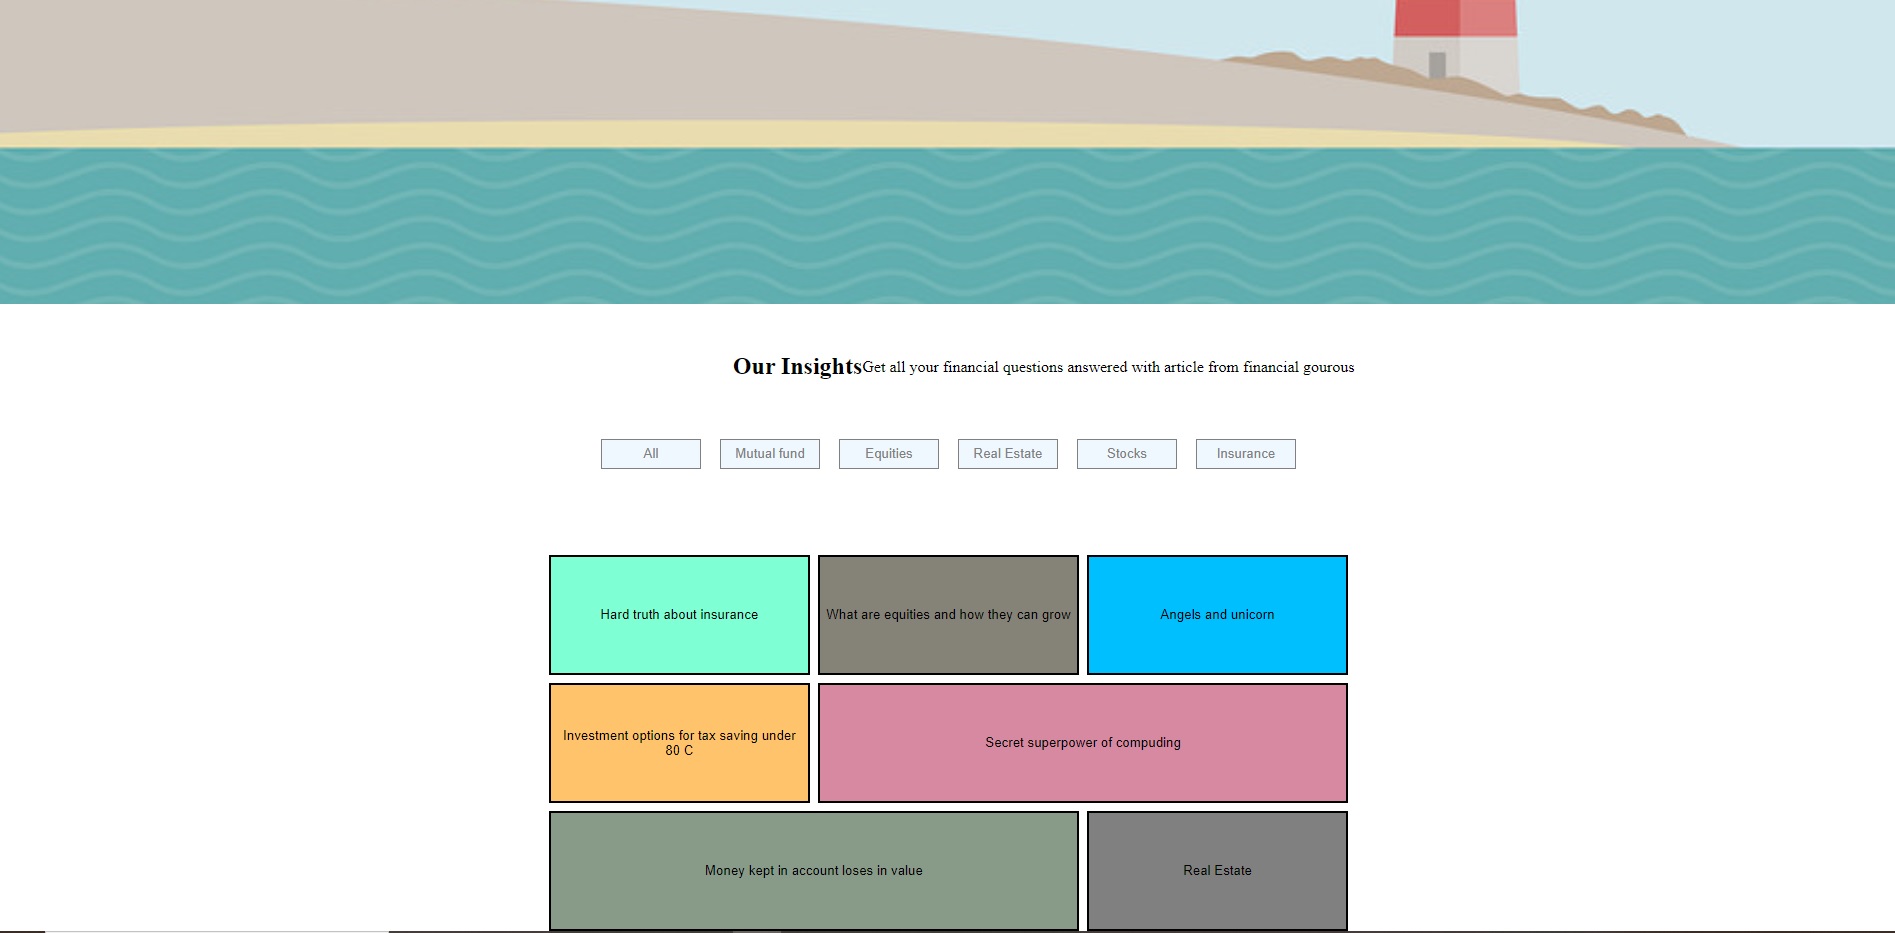 Our Insights Get all your financial questions answered with article from financial gourous
All
Mutual fund
Equities
Real Estate
Stocks
Insurance
Hard truth about insurance
What are equities and how they can grow
Angels and unicorn
Investment options for tax saving under
80 C
Secret superpower of compuding
Money kept in account loses in value
Real Estate